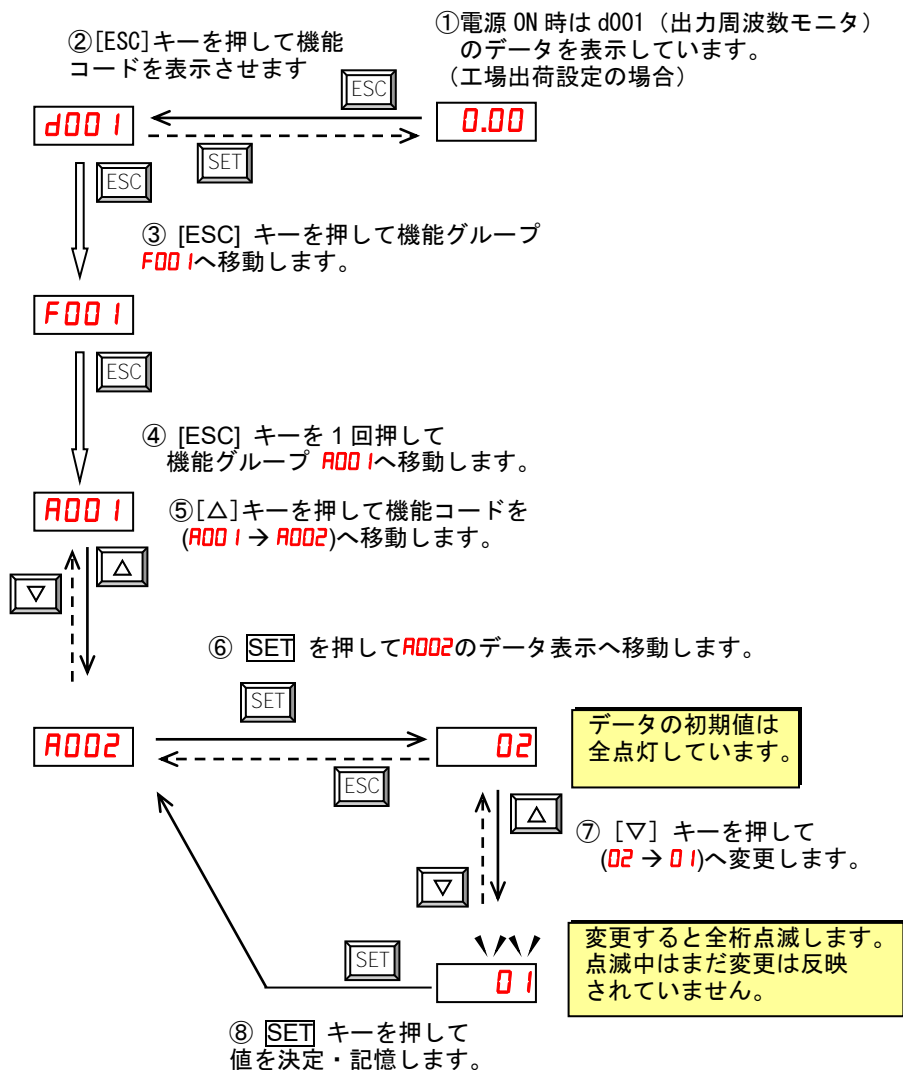 ①電源 ON 時は d001（出力周波数モニタ）
のデータを表示しています。
（工場出荷設定の場合）
②[ESC]キーを押して機能
コードを表示させます
ESC
d001
0.00
SET
ESC
③ [ESC] キーを押して機能グループ
F001へ移動します。
F001
ESC
④ [ESC] キーを 1 回押して
機能グループ A001へ移動します。
A001
⑤[△]キーを押して機能コードを
(A001 → A002)へ移動します。
△
▽
⑥ SET を押してA002のデータ表示へ移動します。
SET
A002
02
データの初期値は
全点灯しています。
ESC
△
⑦ [▽] キーを押して
(02 → 01)へ変更します。
▽
変更すると全桁点滅します。
点滅中はまだ変更は反映
されていません。
SET
01
⑧ SET キーを押して
値を決定・記憶します。